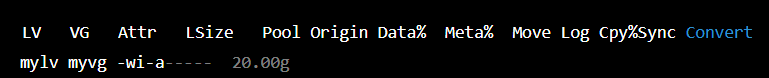 LV VG Attr LSize Pool Origin Data% Meta% Move Log Cpy%Sync Convert
mylv myvg -wi-a----- 20.00g